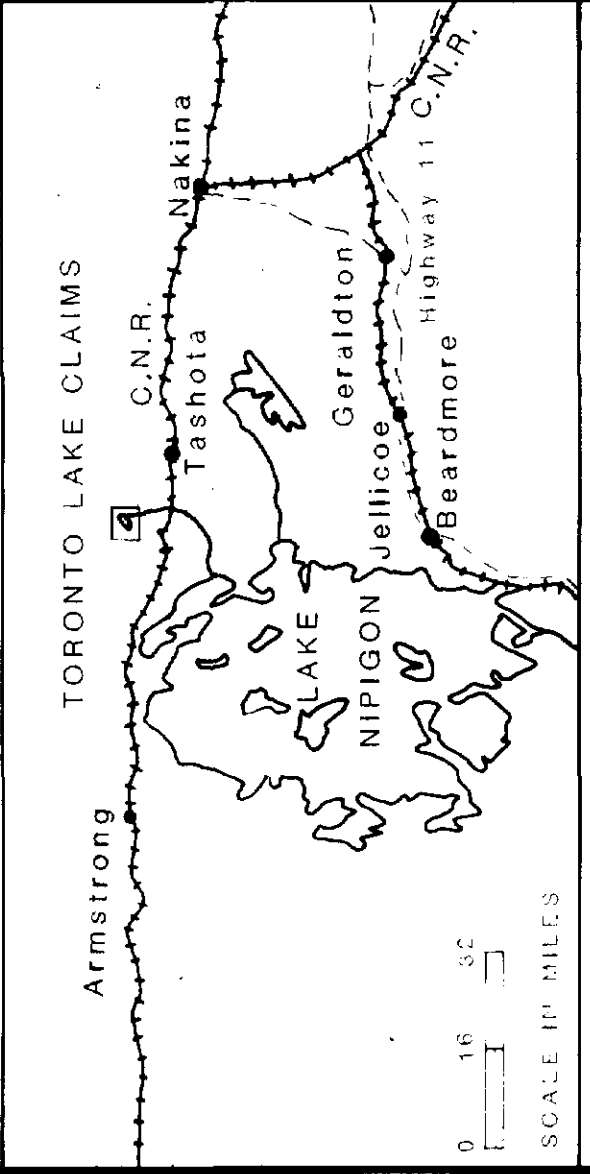 TORONTO LAKE CLAIMS
Armstrong
C.N.R.
Tashota
Nakina
LAKE
NIPIGON
Geraldton
Jellicoe
Beardmore
Highway 11
C.N.R.
0 16 32
SCALE IN MILES